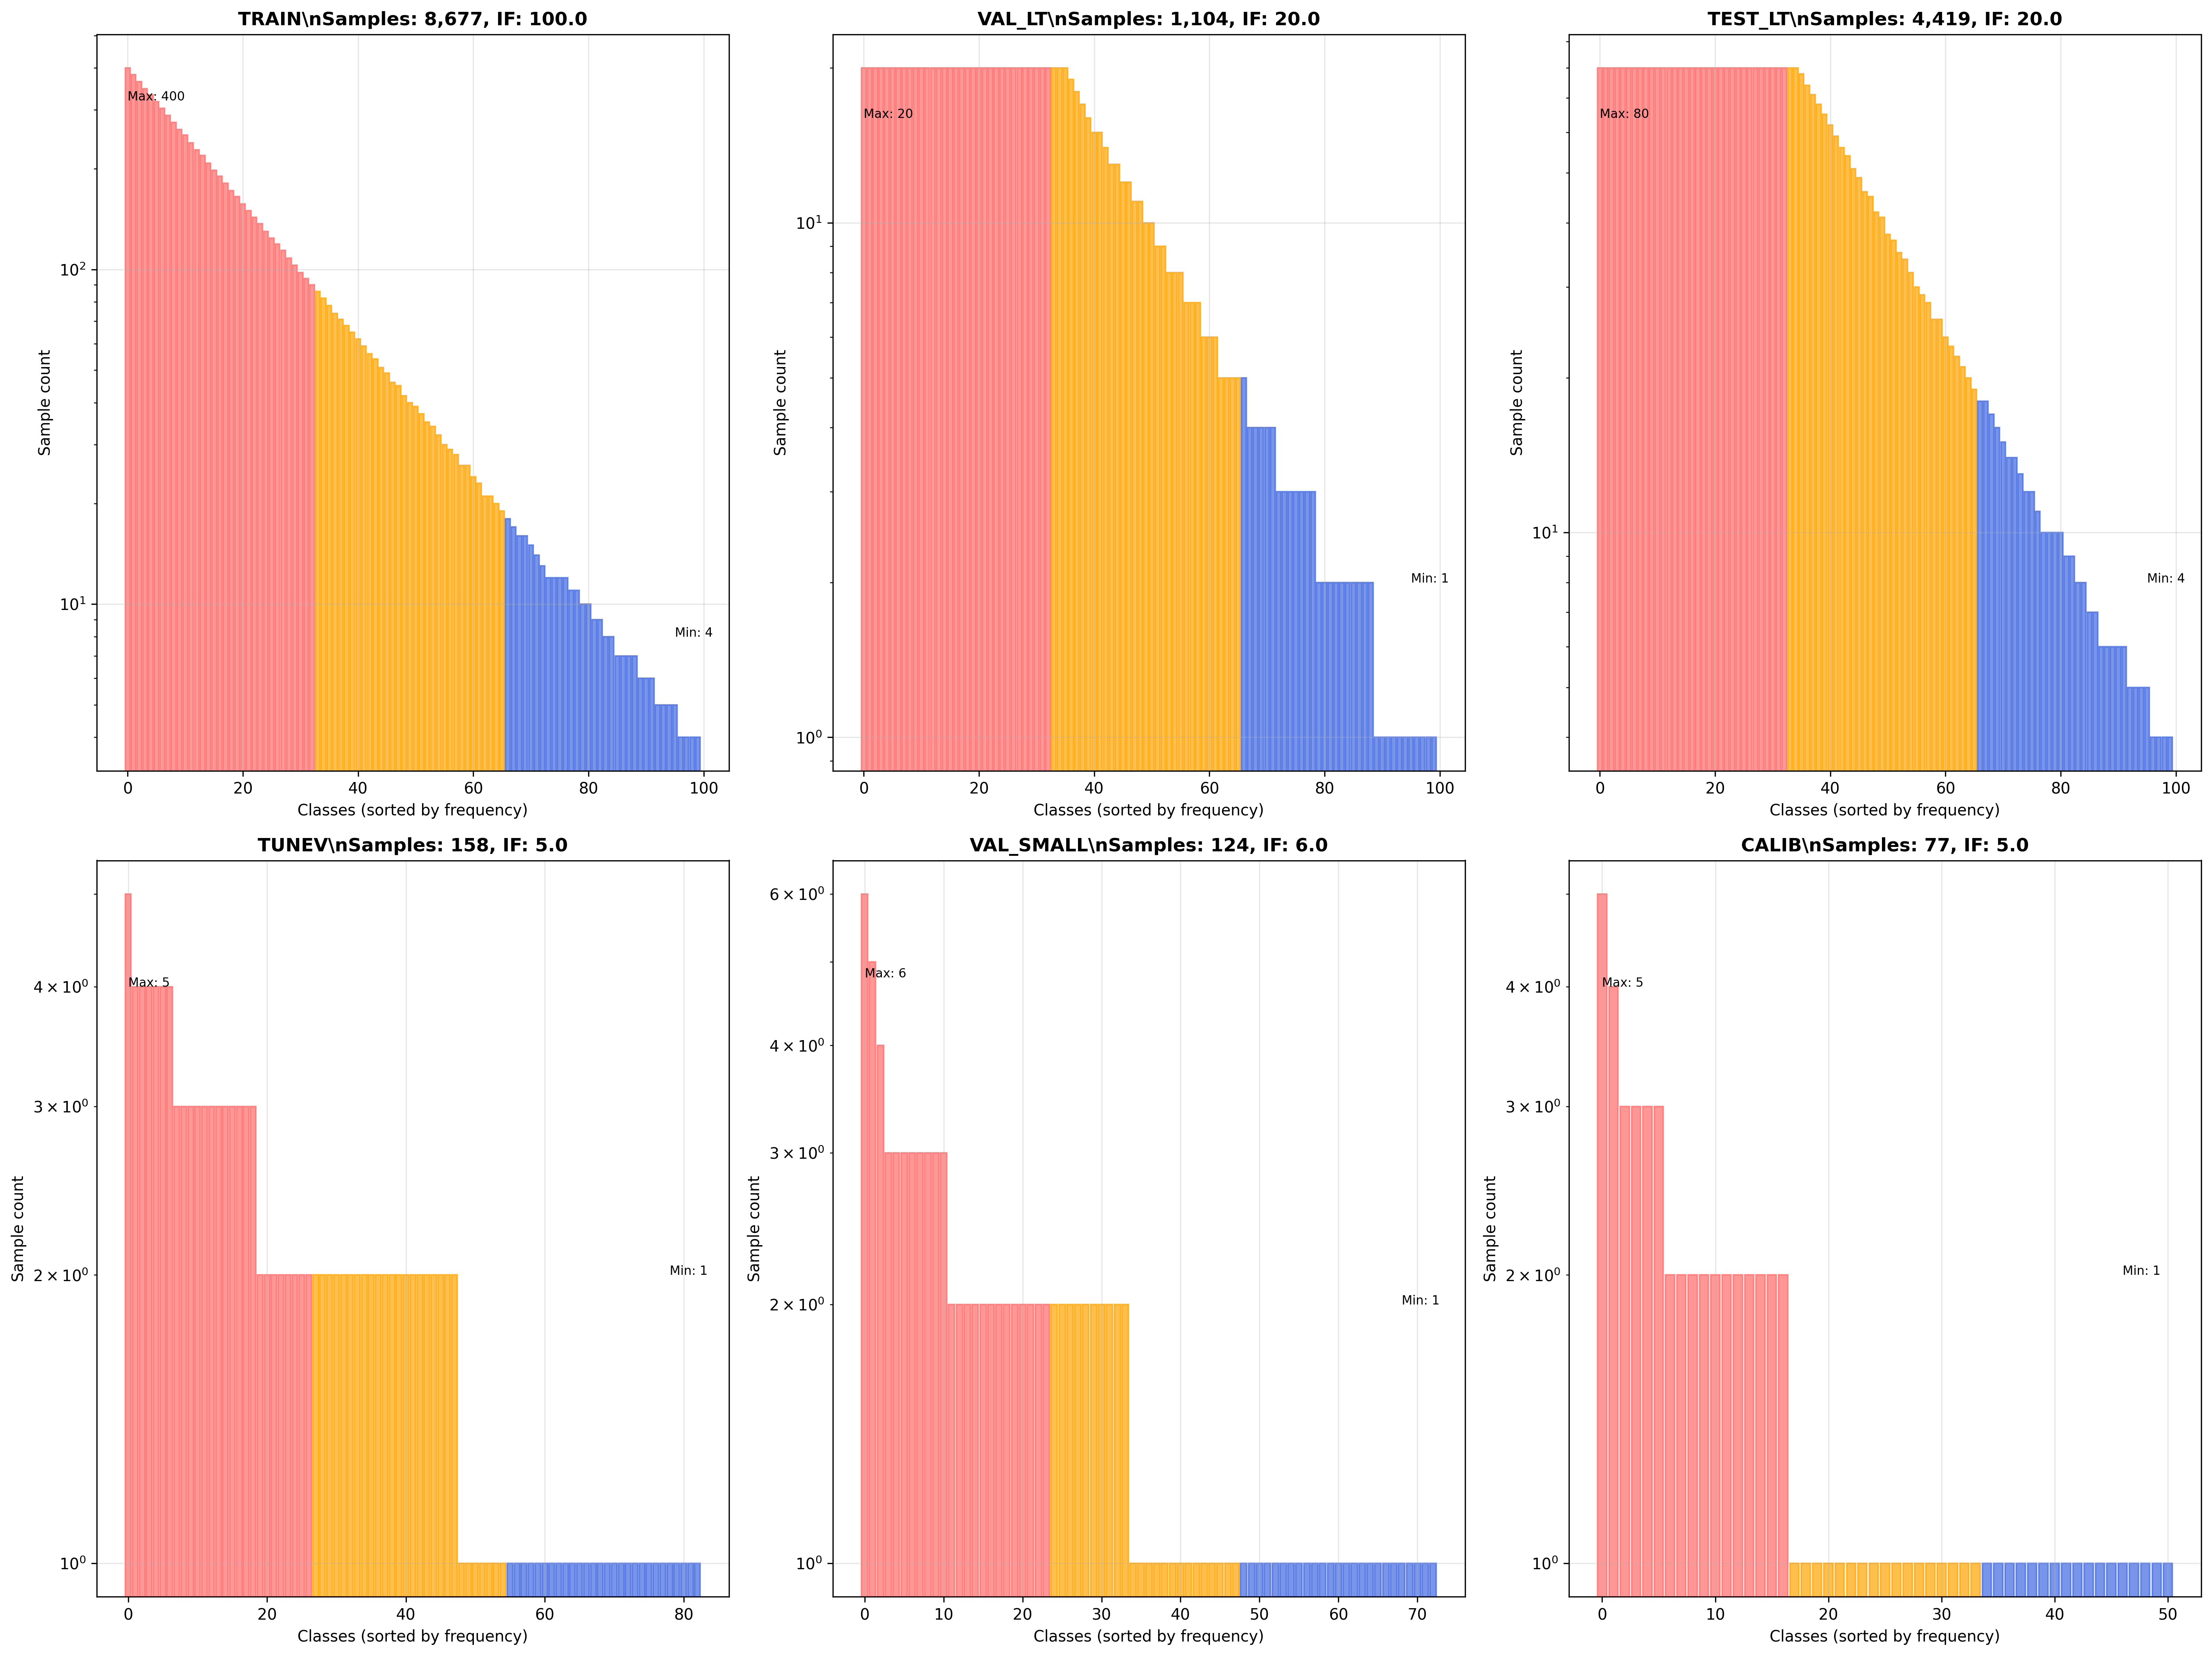 TRAIN\nSamples: 8,677, IF: 100.0
Max: 400
Min: 4
10²
10¹
Sample count
0 20 40 60 80 100
Classes (sorted by frequency)
VAL_LT\nSamples: 1,104, IF: 20.0
Max: 20
Min: 1
10¹
10⁰
Sample count
0 20 40 60 80 100
Classes (sorted by frequency)
TEST_LT\nSamples: 4,419, IF: 20.0
Max: 80
Min: 4
10¹
Sample count
0 20 40 60 80 100
Classes (sorted by frequency)
TUNEV\nSamples: 158, IF: 5.0
Max: 5
Min: 1
4 × 10⁰
3 × 10⁰
2 × 10⁰
10⁰
Sample count
0 20 40 60 80
Classes (sorted by frequency)
VAL_SMALL\nSamples: 124, IF: 6.0
Max: 6
Min: 1
6 × 10⁰
4 × 10⁰
3 × 10⁰
2 × 10⁰
10⁰
Sample count
0 10 20 30 40 50 60 70
Classes (sorted by frequency)
CALIB\nSamples: 77, IF: 5.0
Max: 5
Min: 1
4 × 10⁰
3 × 10⁰
2 × 10⁰
10⁰
Sample count
0 10 20 30 40 50
Classes (sorted by frequency)